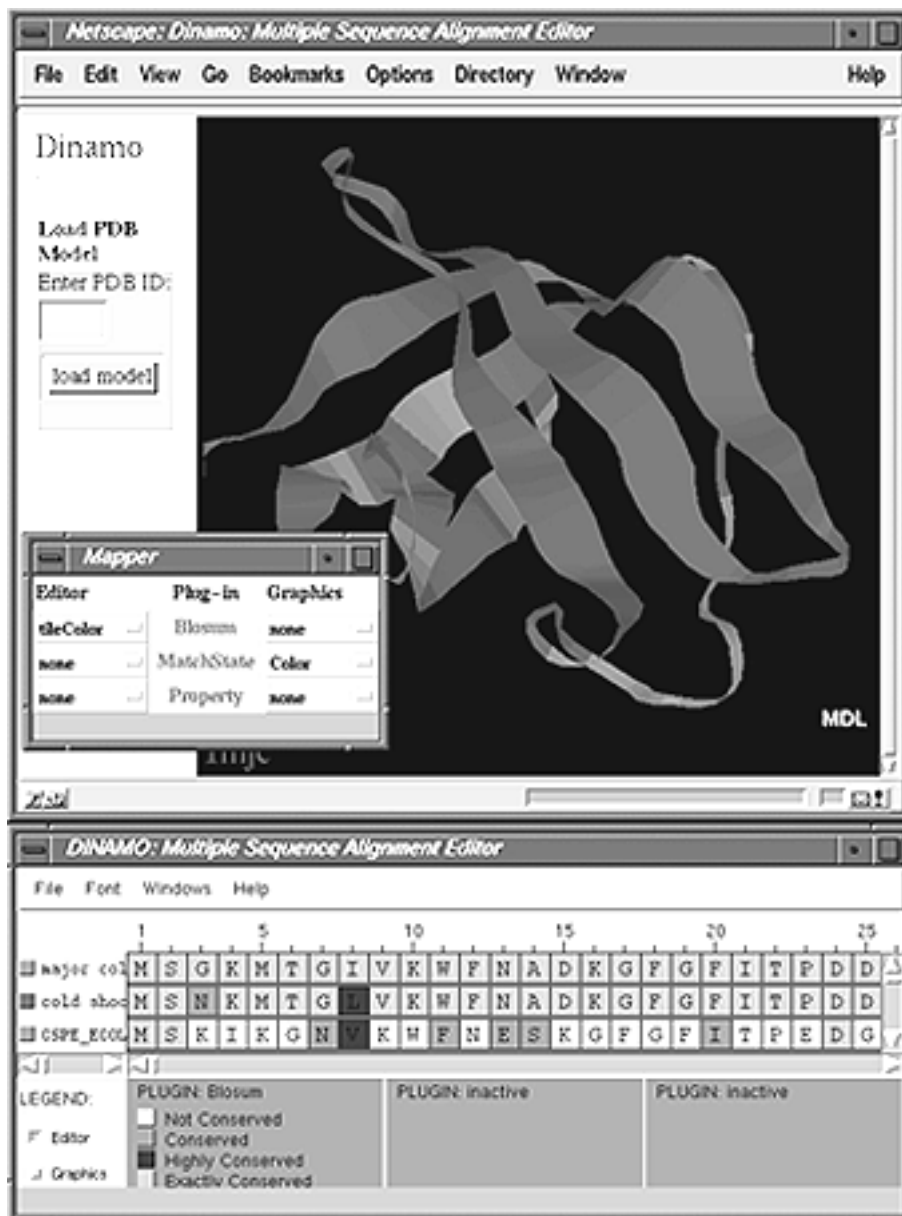 Netscape: Dinamo: Multiple Sequence Alignment Editor
File Edit View Go Bookmarks Options Directory Window Help
Dinamo
Load PDB
Model
Enter PDB ID:
load model
Mapper
Editor Plug-in Graphics
tileColor Blosum none
none MatchState Color
none Property none
MDL
DINAMO: Multiple Sequence Alignment Editor
File Font Windows Help
1 5 10 15 20 25
major col M S G K M T G I V K W F N A D K G F G F I T P D D
cold shoc M S N K M T G L V K W F N A D K G F G F I T P D D
CSPE_ECOL M S K I K G N V K W F N E S K G F G F I T P E D G
LEGEND:
Editor
Graphics
PLUGIN: Blosum
Not Conserved
Conserved
Highly Conserved
Exactly Conserved
PLUGIN: inactive
PLUGIN: inactive